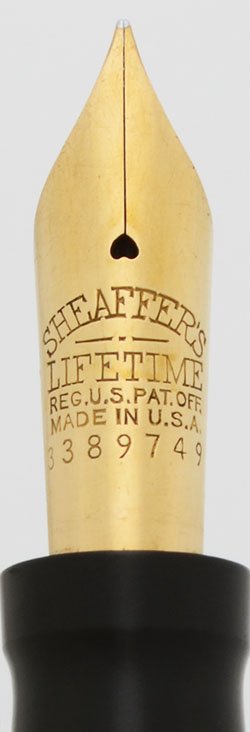 SHEAFFER'S
LIFETIME
REG.U.S.PAT.OFF.
MADE IN U.S.A.
3389749